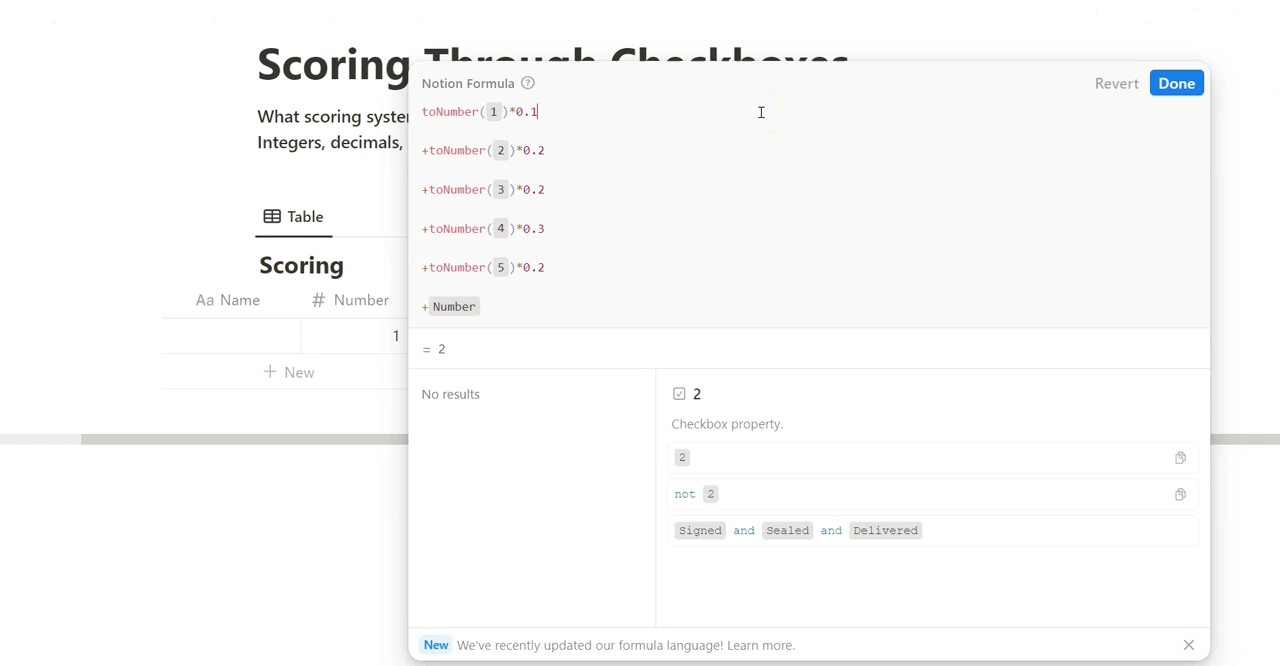 Scoring Through Checkboxes
What scoring syster
Integers, decimals,
Table
Scoring
Aa Name
# Number
1
+ New
Notion Formula ?
Revert
Done
toNumber(1)*0.1
+toNumber(2)*0.2
+toNumber(3)*0.2
+toNumber(4)*0.3
+toNumber(5)*0.2
+Number
= 2
No results
2
Checkbox property.
2
not 2
Signed and Sealed and Delivered
New We've recently updated our formula language! Learn more.